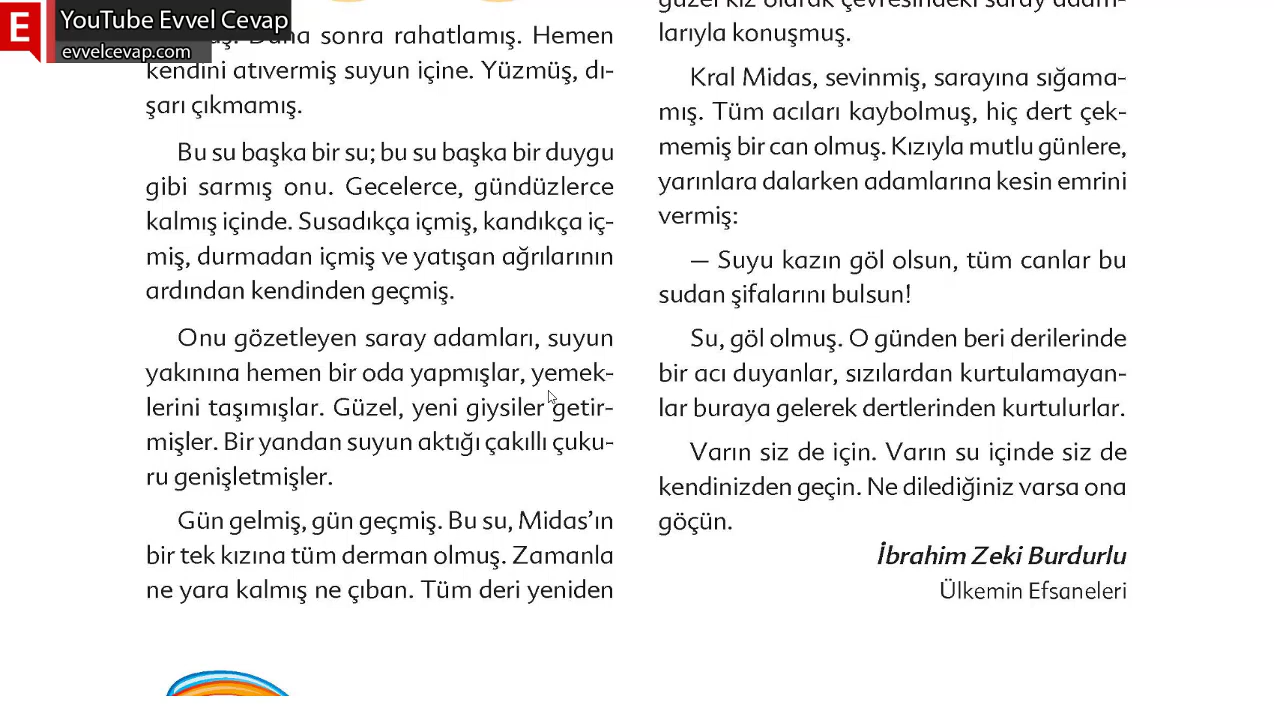 YouTube Evvel Cevap
evvelcevap.com
sonra rahatlamış. Hemen
kendini atıvermiş suyun içine. Yüzmüş, dı-
şarı çıkmamış.
Bu su başka bir su; bu su başka bir duygu
gibi sarmış onu. Gecelerce, gündüzlerce
kalmış içinde. Susadıkça içmiş, kandıkça iç-
miş, durmadan içmiş ve yatışan ağrılarının
ardından kendinden geçmiş.
Onu gözetleyen saray adamları, suyun
yakınına hemen bir oda yapmışlar, yemek-
lerini taşımışlar. Güzel, yeni giysiler getir-
mişler. Bir yandan suyun aktığı çakıllı çuku-
ru genişletmişler.
Gün gelmiş, gün geçmiş. Bu su, Midas’ın
bir tek kızına tüm derman olmuş. Zamanla
ne yara kalmış ne çıban. Tüm deri yeniden
güzel kız olarak çevresindeki saray adam-
larıyla konuşmuş.
Kral Midas, sevinmiş, sarayına sığama-
mış. Tüm acıları kaybolmuş, hiç dert çek-
memiş bir can olmuş. Kızıyla mutlu günlere,
yarınlara dalarken adamlarına kesin emrini
vermiş:
— Suyu kazın göl olsun, tüm canlar bu
sudan şifalarını bulsun!
Su, göl olmuş. O günden beri derilerinde
bir acı duyanlar, sızılardan kurtulamayan-
lar buraya gelerek dertlerinden kurtulurlar.
Varın siz de için. Varın su içinde siz de
kendinizden geçin. Ne dilediğiniz varsa ona
göçün.
İbrahim Zeki Burdurlu
Ülkemin Efsaneleri